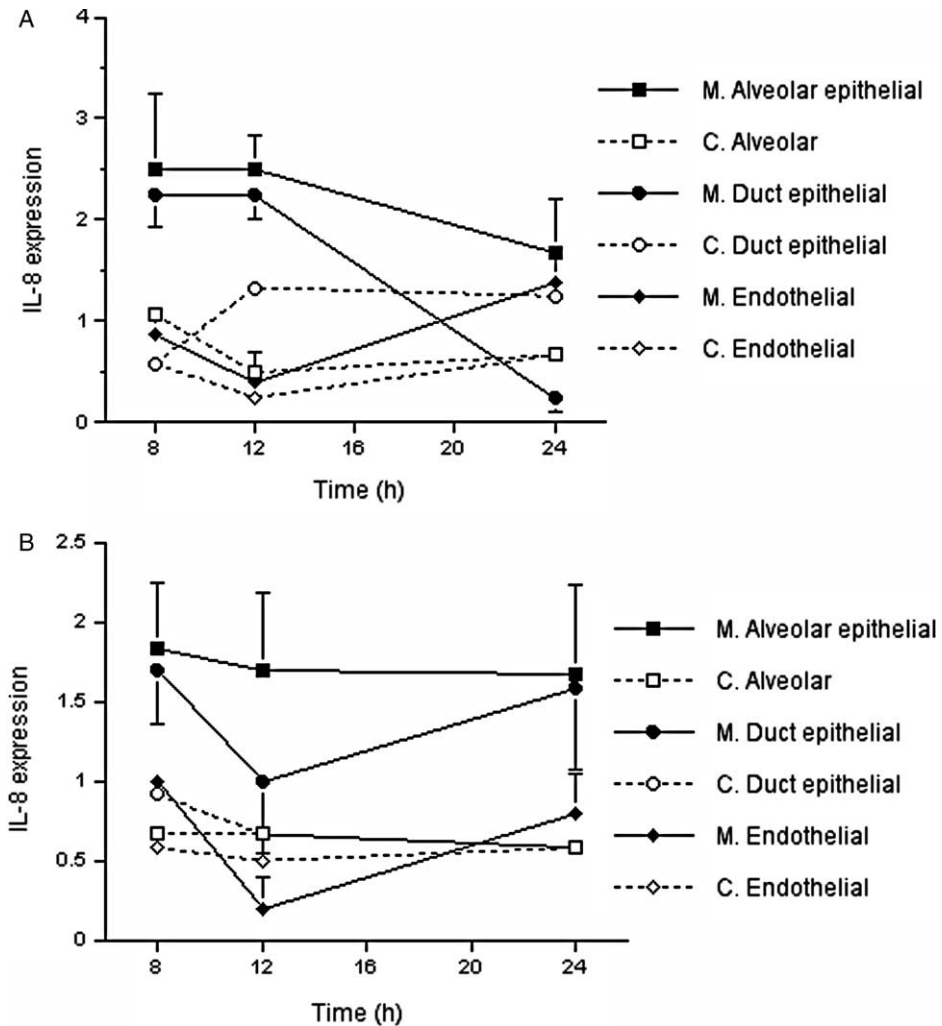 A
4
3
2
1
0
IL-8 expression
8 12 16 20 24
Time (h)
M. Alveolar epithelial
C. Alveolar
M. Duct epithelial
C. Duct epithelial
M. Endothelial
C. Endothelial
B
2.5
2
1.5
1
0.5
0
IL-8 expression
8 12 16 20 24
Time (h)
M. Alveolar epithelial
C. Alveolar
M. Duct epithelial
C. Duct epithelial
M. Endothelial
C. Endothelial